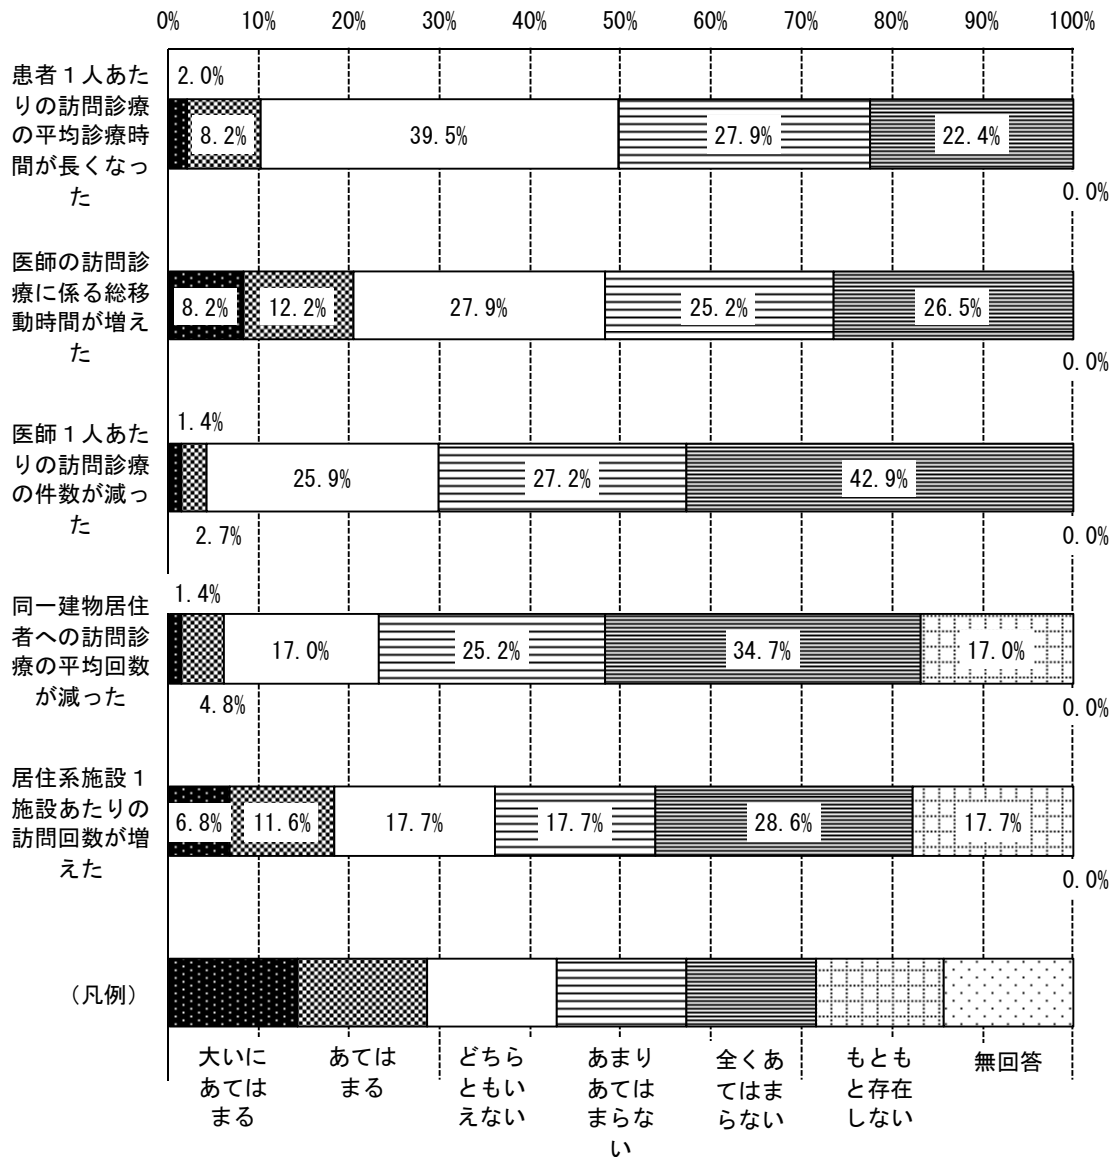 0% 10% 20% 30% 40% 50% 60% 70% 80% 90% 100%
患者１人あた
りの訪問診療
の平均診療時
間が長くなっ
た
2.0%
8.2% 39.5% 27.9% 22.4%
0.0%
医師の訪問診
療に係る総移
動時間が増え
た
8.2% 12.2% 27.9% 25.2% 26.5%
0.0%
医師１人あた
りの訪問診療
の件数が減っ
た
1.4%
25.9% 27.2% 42.9%
2.7%
0.0%
同一建物居住
者への訪問診
療の平均回数
が減った
1.4%
17.0% 25.2% 34.7% 17.0%
4.8%
0.0%
居住系施設１
施設あたりの
訪問回数が増
えた
6.8% 11.6% 17.7% 17.7% 28.6% 17.7%
0.0%
（凡例）
大いに
あては
まる
あては
まる
どちら
ともい
えない
あまり
あては
まらな
い
全くあ
てはま
らない
もとも
と存在
しない
無回答